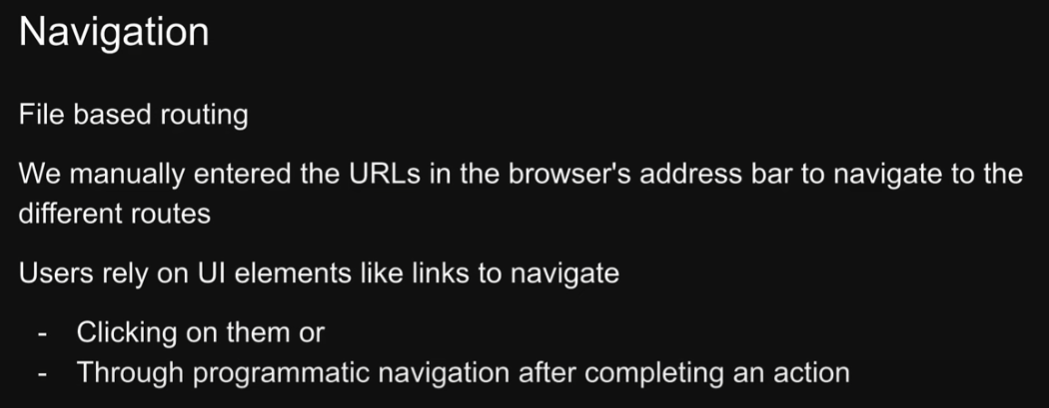 Navigation
File based routing
We manually entered the URLs in the browser's address bar to navigate to the
different routes
Users rely on UI elements like links to navigate
- Clicking on them or
- Through programmatic navigation after completing an action